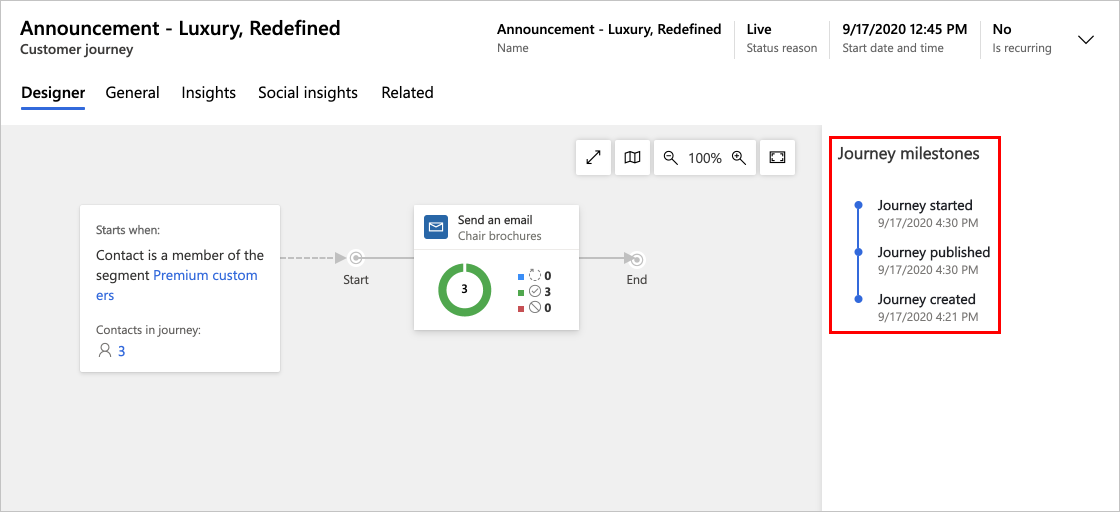 Announcement - Luxury, Redefined
Customer journey
Announcement - Luxury, Redefined
Name
Live
Status reason
9/17/2020 12:45 PM
Start date and time
No
Is recurring
Designer
General
Insights
Social insights
Related
100%
Starts when:
Contact is a member of the
segment Premium custom
ers
Contacts in journey:
3
Start
Send an email
Chair brochures
3
0
3
0
End
Journey milestones
Journey started
9/17/2020 4:30 PM
Journey published
9/17/2020 4:30 PM
Journey created
9/17/2020 4:21 PM